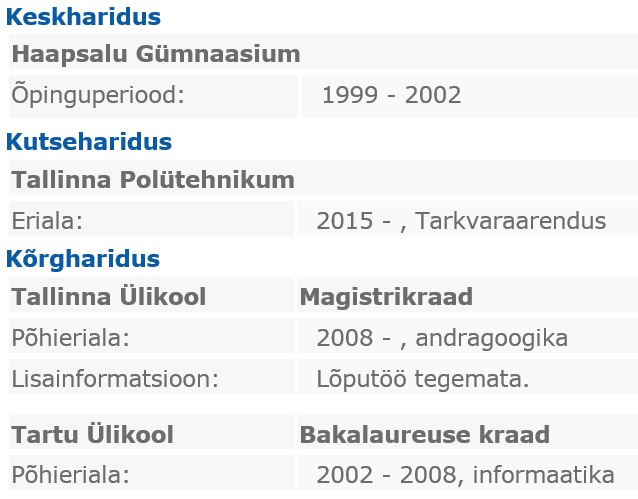 Keskharidus
Haapsalu Gümnaasium
Õpinguperiood: 1999 - 2002
Kutseharidus
Tallinna Polütehnikum
Eriala: 2015 - , Tarkvaraarendus
Kõrgharidus
Tallinna Ülikool Magistrikraad
Põhieriala: 2008 - , andragoogika
Lisainformatsioon: Lõputöö tegemata.
Tartu Ülikool Bakalaureuse kraad
Põhieriala: 2002 - 2008, informaatika